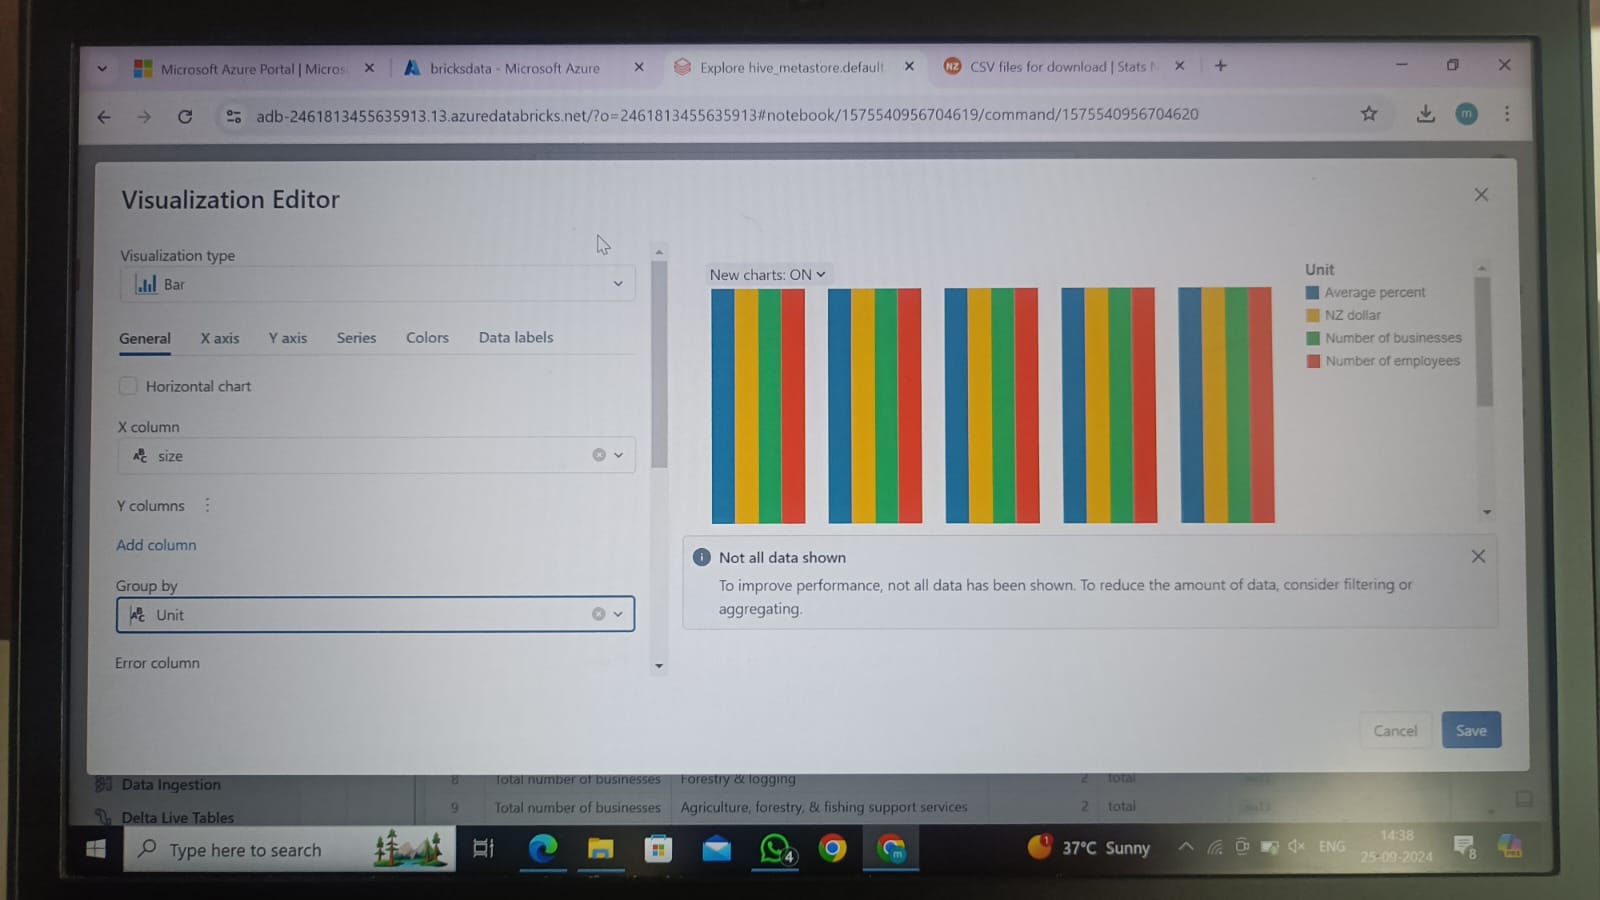 Microsoft Azure Portal | Micros
bricksdata - Microsoft Azure
Explore hive_metastore.default
NZ
CSV files for download | Stats N
adb-2461813455635913.13.azuredatabricks.net/?o=2461813455635913#notebook/1575540956704619/command/1575540956704620
m
Visualization Editor
Visualization type
Bar
General X axis Y axis Series Colors Data labels
Horizontal chart
X column
ABC size
Y columns
Add column
Group by
ABC Unit
Error column
New charts: ON
Unit
Average percent
NZ dollar
Number of businesses
Number of employees
Not all data shown
To improve performance, not all data has been shown. To reduce the amount of data, consider filtering or
aggregating.
Cancel Save
Data Ingestion
8 Total number of businesses Forestry & logging 2 total
9 Total number of businesses Agriculture, forestry, & fishing support services 2 total
Delta Live Tables
Type here to search
4
m
1
37°C Sunny
ENG
14:38
25-09-2024
8